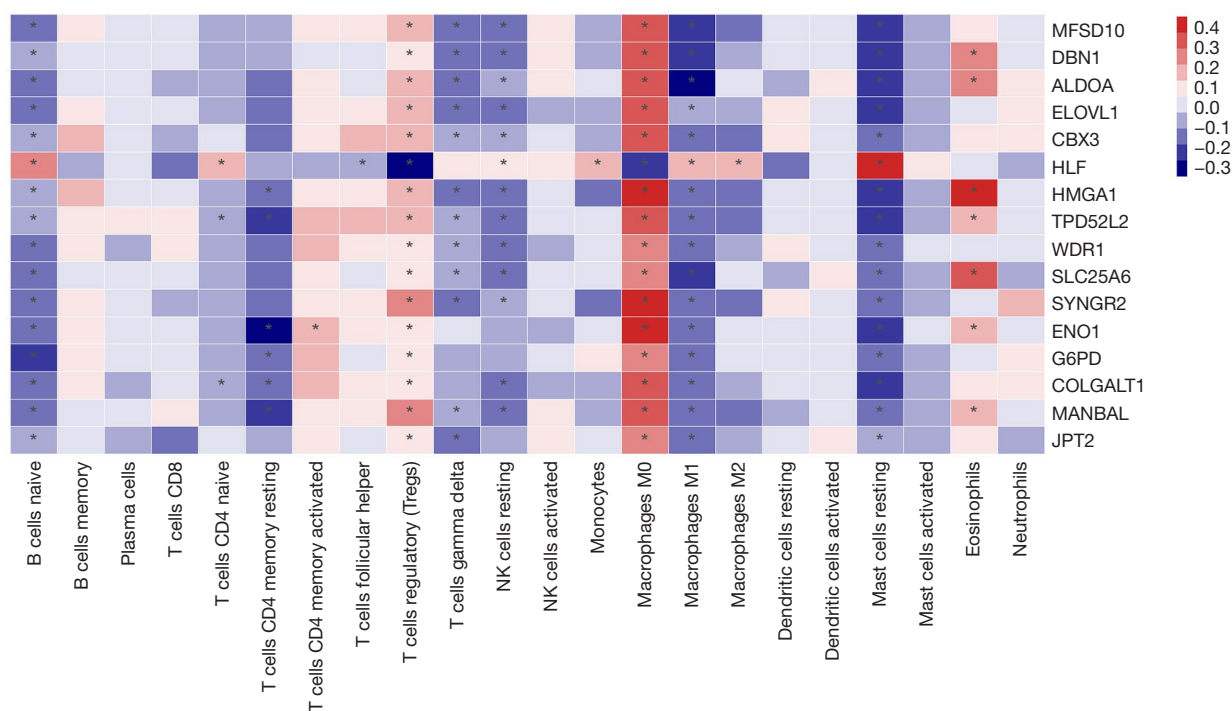 MFSD10
DBN1
ALDOA
ELOVL1
CBX3
HLF
HMGA1
TPD52L2
WDR1
SLC25A6
SYNGR2
ENO1
G6PD
COLGALT1
MANBAL
JPT2
0.4
0.3
0.2
0.1
0.0
−0.1
−0.2
−0.3
B cells naive
B cells memory
Plasma cells
T cells CD8
T cells CD4 naive
T cells CD4 memory resting
T cells CD4 memory activated
T cells follicular helper
T cells regulatory (Tregs)
T cells gamma delta
NK cells resting
NK cells activated
Monocytes
Macrophages M0
Macrophages M1
Macrophages M2
Dendritic cells resting
Dendritic cells activated
Mast cells resting
Mast cells activated
Eosinophils
Neutrophils